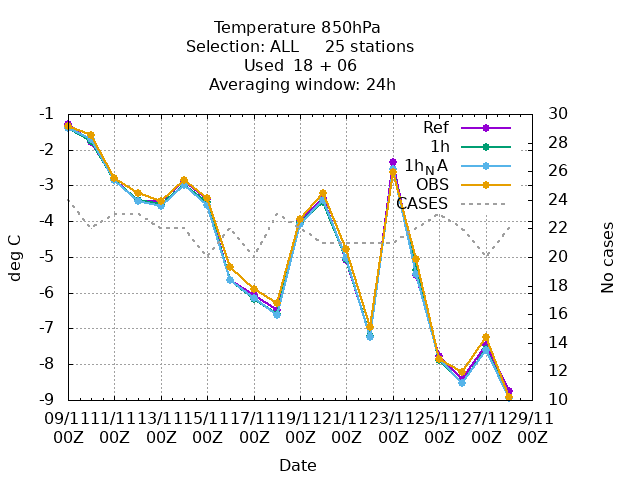 Temperature 850hPa
Selection: ALL 25 stations
Used 18 + 06
Averaging window: 24h
-1 30
-2 28
-3 26
-4 24
-5 22
-6 20
-7 18
-8 16
-9 14
12
10
Ref
1h
1hNA
OBS
CASES
deg C
No cases
09/11 11/11 13/11 15/11 17/11 19/11 21/11 23/11 25/11 27/11 29/11
00Z 00Z 00Z 00Z 00Z 00Z 00Z 00Z 00Z 00Z 00Z
Date